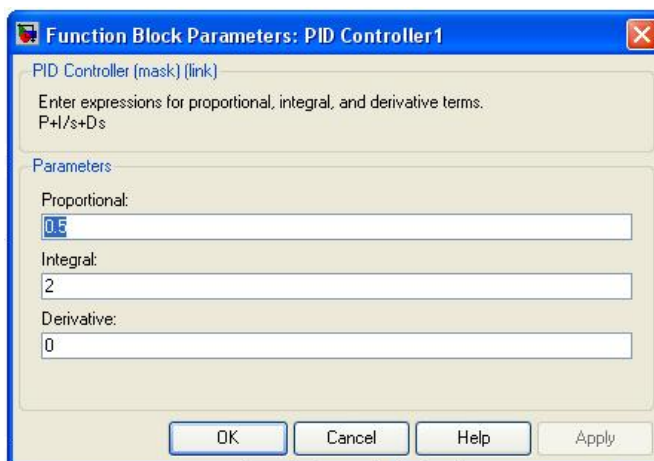 Function Block Parameters: PID Controller1
PID Controller (mask) (link)
Enter expressions for proportional, integral, and derivative terms.
P+I/s+Ds
Parameters
Proportional:
0.5
Integral:
2
Derivative:
0
OK Cancel Help Apply